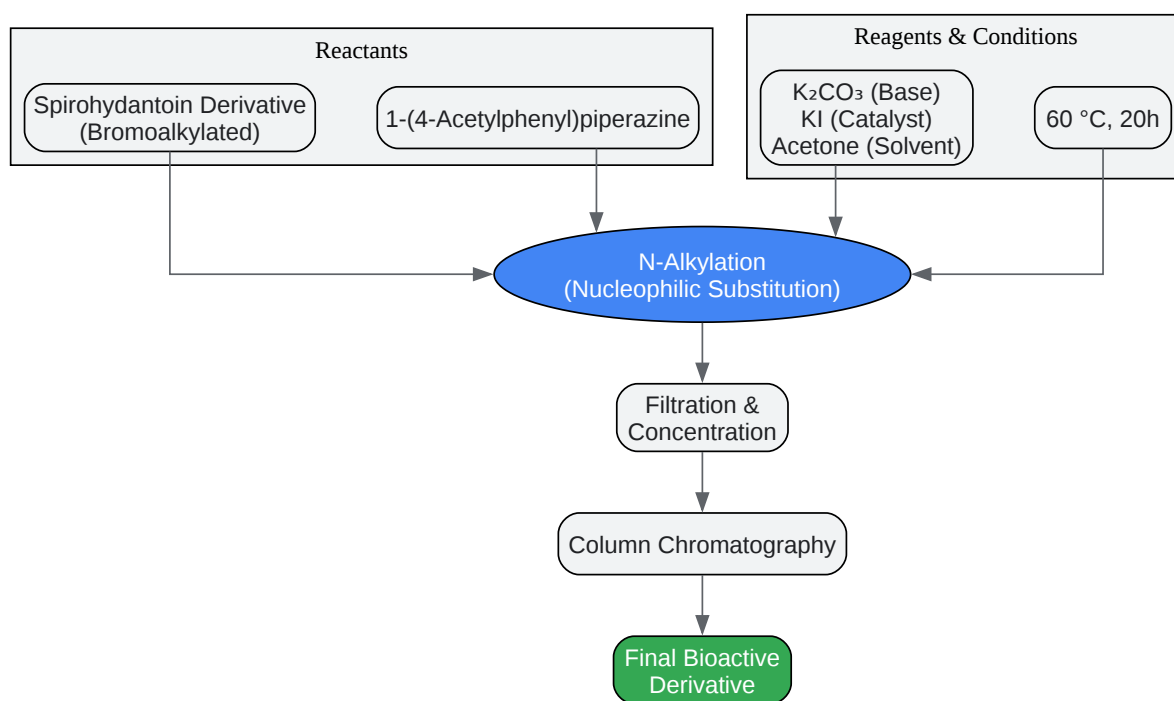 Reactants
Spirohydantoin Derivative
(Bromoalkylated)
1-(4-Acetylphenyl)piperazine
Reagents & Conditions
K₂CO₃ (Base)
KI (Catalyst)
Acetone (Solvent)
60 °C, 20h
N-Alkylation
(Nucleophilic Substitution)
Filtration &
Concentration
Column Chromatography
Final Bioactive
Derivative